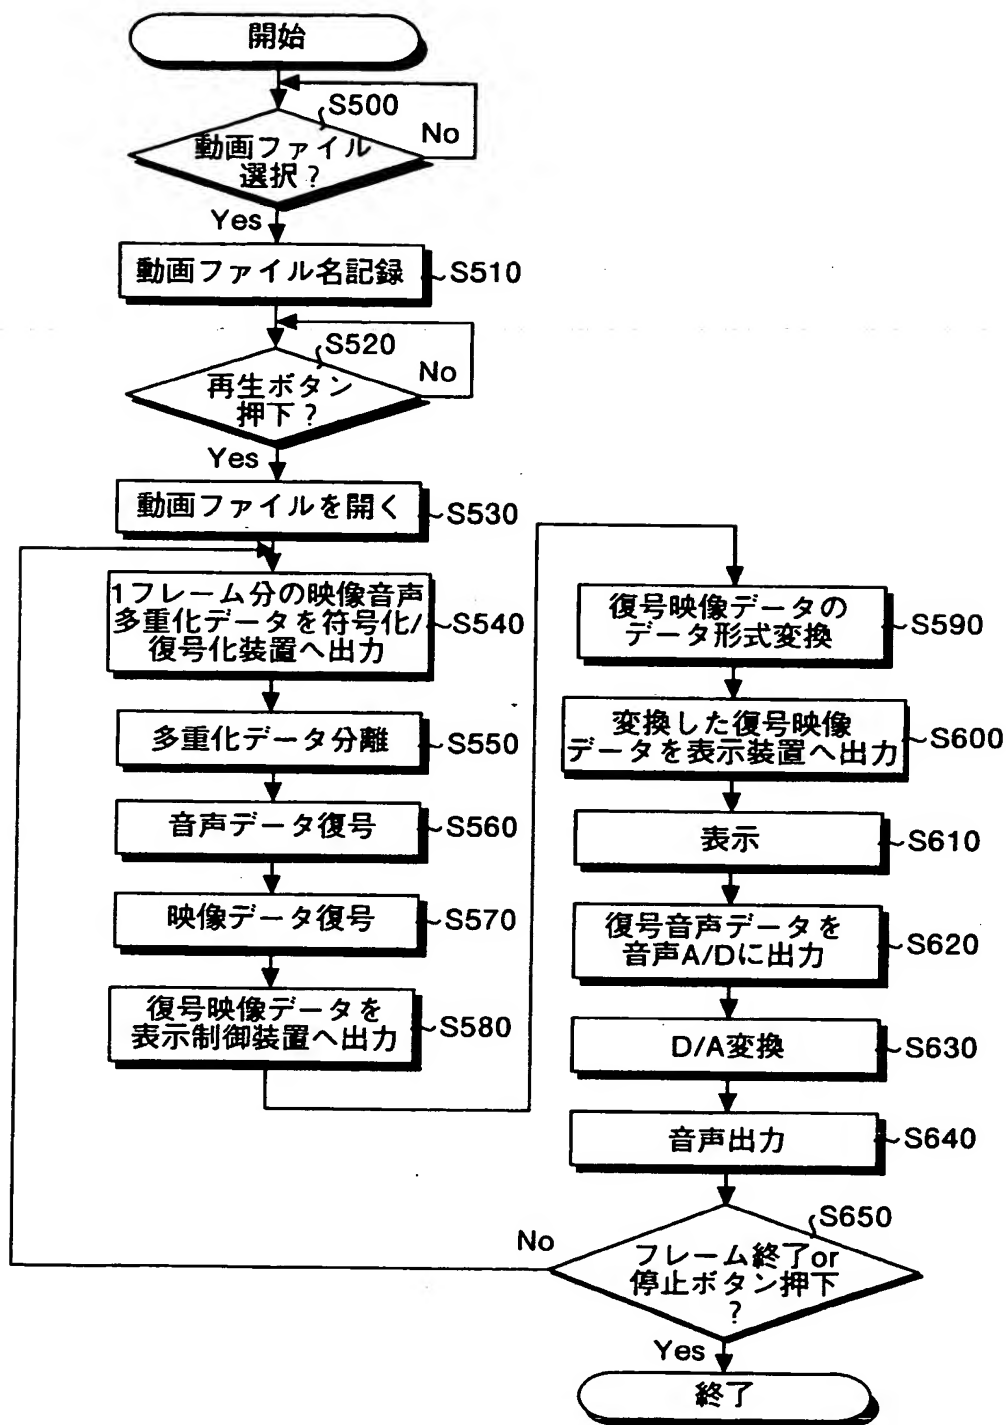 開始
S500
No
動画ファイル
選択?
Yes
動画ファイル名記録
S510
S520
No
再生ボタン
押下?
Yes
動画ファイルを開く
S530
1フレーム分の映像音声
多重化データを符号化/
復号化装置へ出力
S540
多重化データ分離
S550
音声データ復号
S560
映像データ復号
S570
復号映像データを
表示制御装置へ出力
S580
復号映像データの
データ形式変換
S590
変換した復号映像
データを表示装置へ出力
S600
表示
S610
復号音声データを
音声A/Dに出力
S620
D/A変換
S630
音声出力
S640
S650
No
フレーム終了or
停止ボタン押下
?
Yes
終了